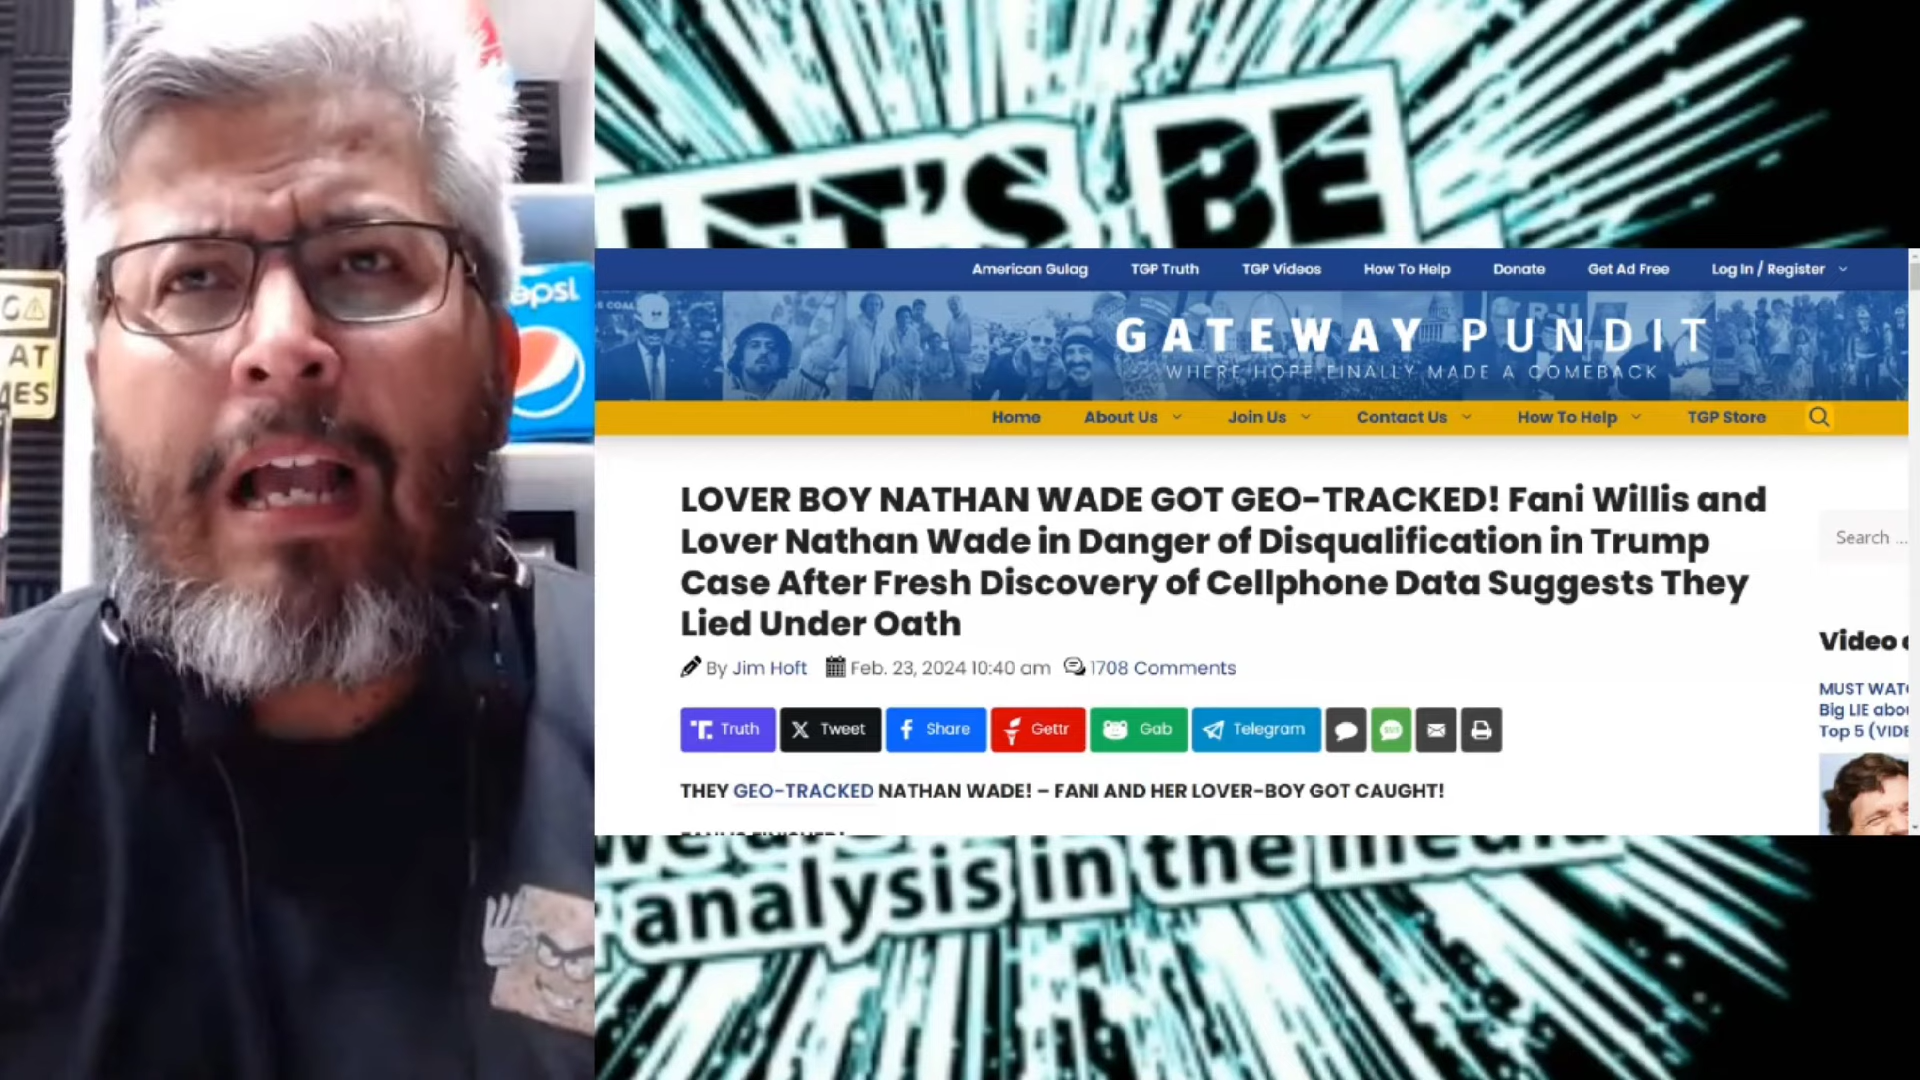 G
AT
MES
epsi
LET'S BE
American Gulag TGP Truth TGP Videos How To Help Donate Get Ad Free Log In / Register
GATEWAY PUNDIT
WHERE HOPE FINALLY MADE A COMEBACK
Home About Us Join Us Contact Us How To Help TGP Store
LOVER BOY NATHAN WADE GOT GEO-TRACKED! Fani Willis and
Lover Nathan Wade in Danger of Disqualification in Trump
Case After Fresh Discovery of Cellphone Data Suggests They
Lied Under Oath
By Jim Hoft Feb. 23, 2024 10:40 am 1708 Comments
Truth Tweet Share Gettr Gab Telegram
THEY GEO-TRACKED NATHAN WADE! – FANI AND HER LOVER-BOY GOT CAUGHT!
Search ...
Video
MUST WAT
Big LIE abo
Top 5 (VIDE
we a
analysis in the media